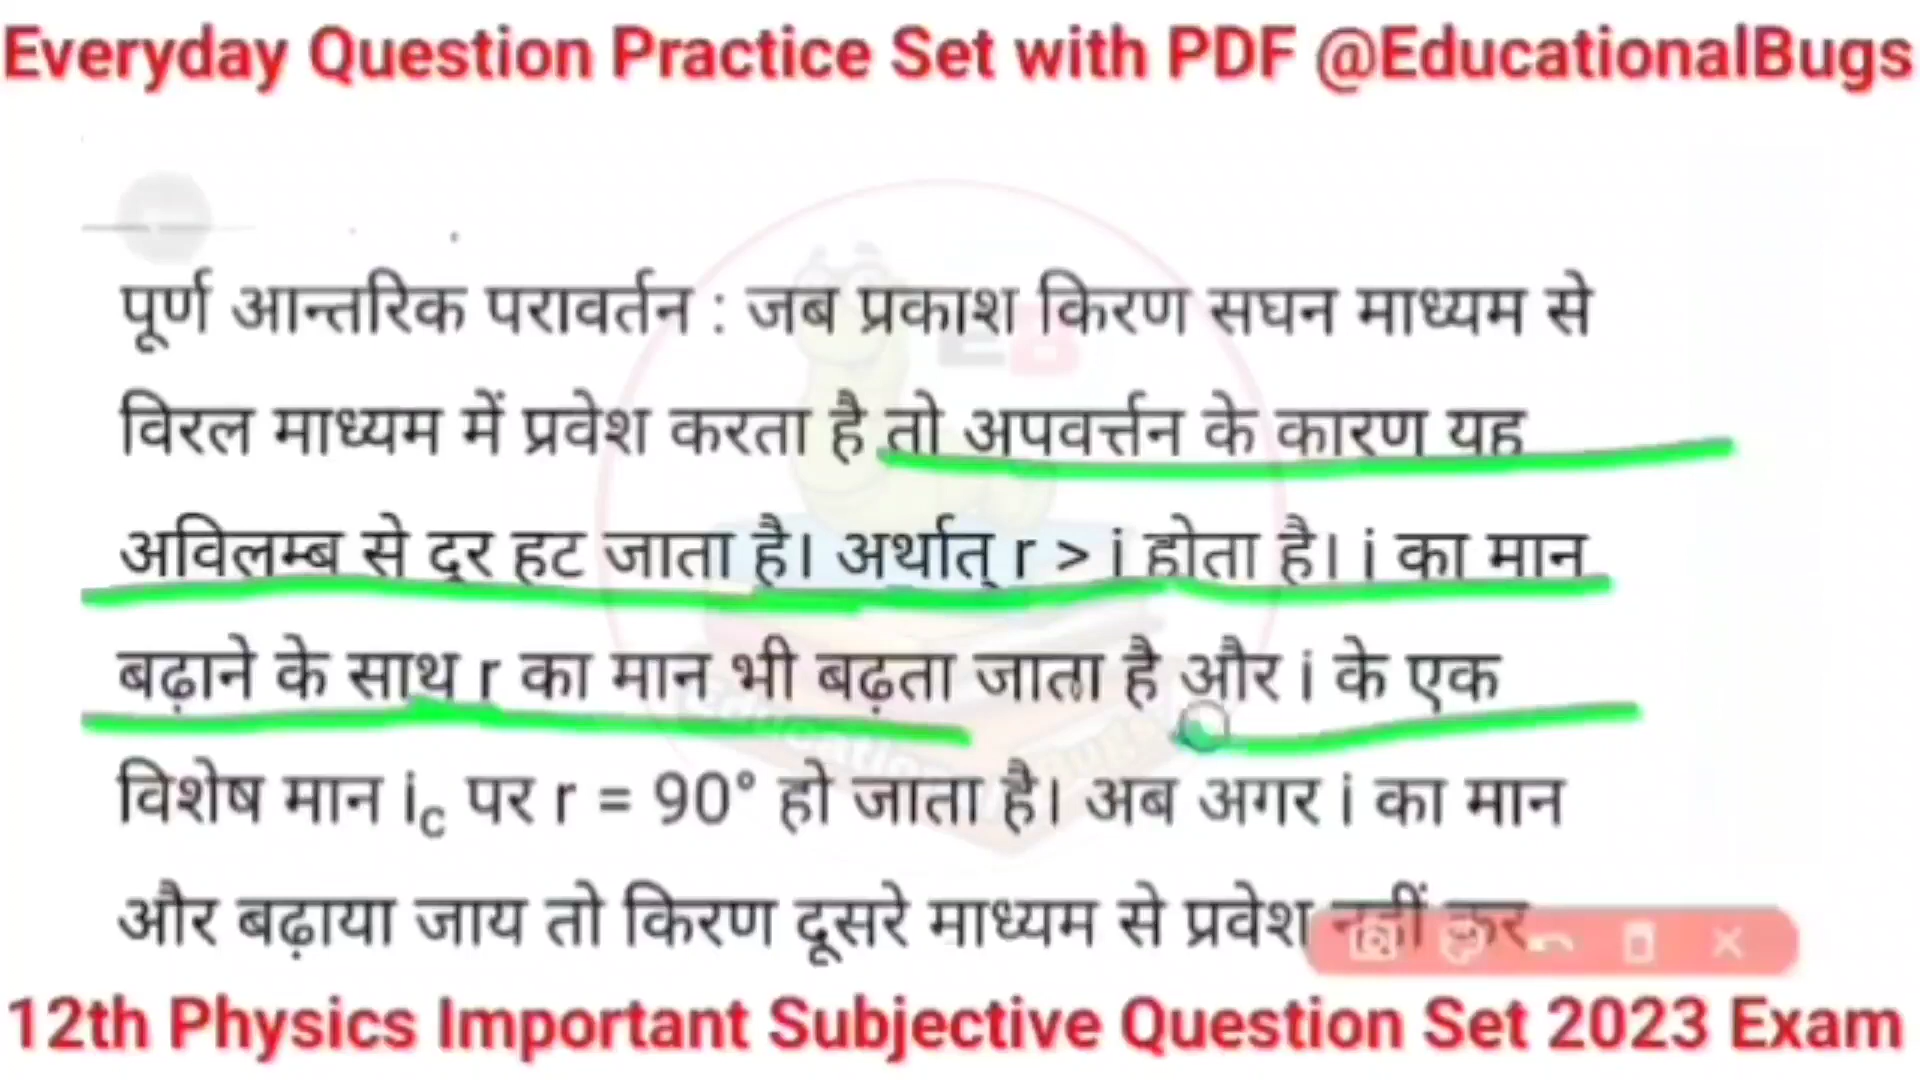 Everyday Question Practice Set with PDF @EducationalBugs
पूर्ण आन्तरिक परावर्तन : जब प्रकाश किरण सघन माध्यम से
विरल माध्यम में प्रवेश करता है तो अपवर्त्तन के कारण यह
अविलम्ब से दूर हट जाता है। अर्थात् r > i होता है। i का मान
बढ़ाने के साथ r का मान भी बढ़ता जाता है और i के एक
विशेष मान i꜀ पर r = 90° हो जाता है। अब अगर i का मान
और बढ़ाया जाय तो किरण दूसरे माध्यम से प्रवेश नहीं कर
12th Physics Important Subjective Question Set 2023 Exam